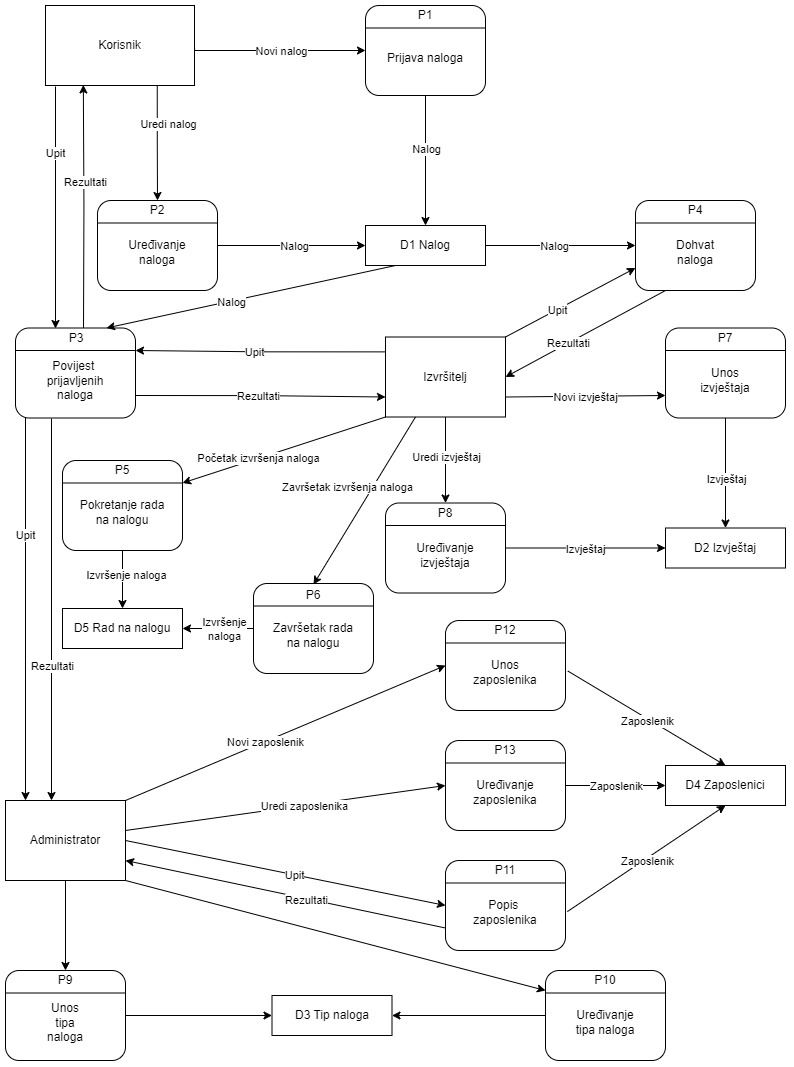 P1
Korisnik
Novi nalog
Prijava naloga
Uredi nalog
Upit
Nalog
Rezultati
P2
P4
Uređivanje
naloga
Nalog
D1 Nalog
Nalog
Dohvat
naloga
Nalog
Upit
P3
Rezultati
P7
Povijest
prijavljenih
naloga
Upit
Izvršitelj
Unos
izvještaja
Rezultati
Novi izvještaj
Početak izvršenja naloga
Uredi izvještaj
P5
Završetak izvršenja naloga
Izvještaj
Pokretanje rada
na nalogu
P8
Upit
Uređivanje
izvještaja
Izvještaj
D2 Izvještaj
Izvršenje naloga
P6
D5 Rad na nalogu
Izvršenje
naloga
Završetak rada
na nalogu
P12
Rezultati
Unos
zaposlenika
Zaposlenik
Novi zaposlenik
P13
Uredi zaposlenika
Uređivanje
zaposlenika
Zaposlenik
D4 Zaposlenici
Administrator
Zaposlenik
P11
Upit
Rezultati
Popis
zaposlenika
P9
P10
Unos
tipa
naloga
D3 Tip naloga
Uređivanje
tipa naloga